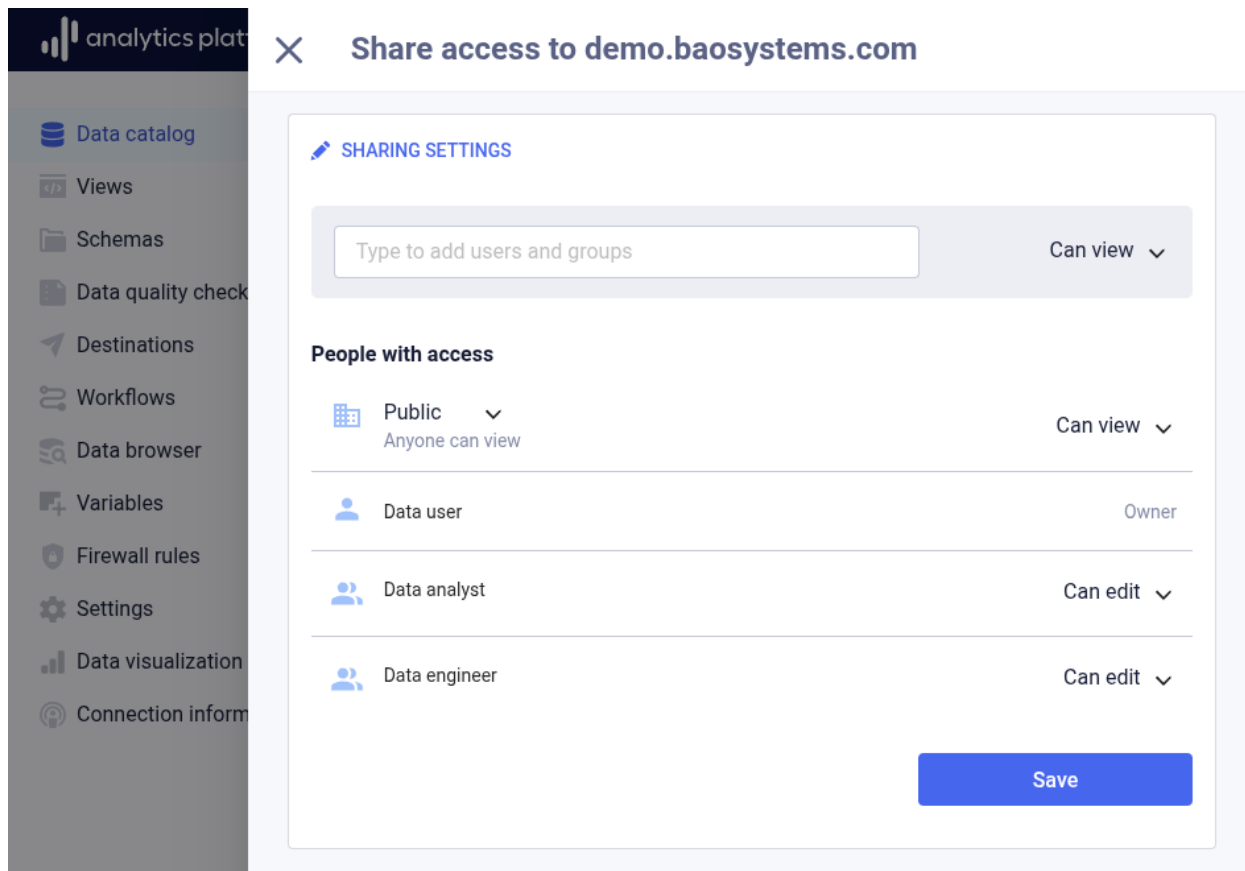 analytics plat
Share access to demo.baosystems.com
Data catalog
Views
Schemas
Data quality check
Destinations
Workflows
Data browser
Variables
Firewall rules
Settings
Data visualization
Connection inform
SHARING SETTINGS
Type to add users and groups
Can view
People with access
Public
Anyone can view
Can view
Data user
Owner
Data analyst
Can edit
Data engineer
Can edit
Save